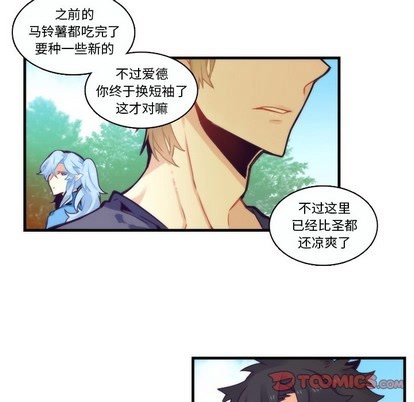 之前的
马铃薯都吃完了
要种一些新的
不过爱德
你终于换短袖了
这才对嘛
不过这里
已经比圣都
还凉爽了
TOOMICS.COM